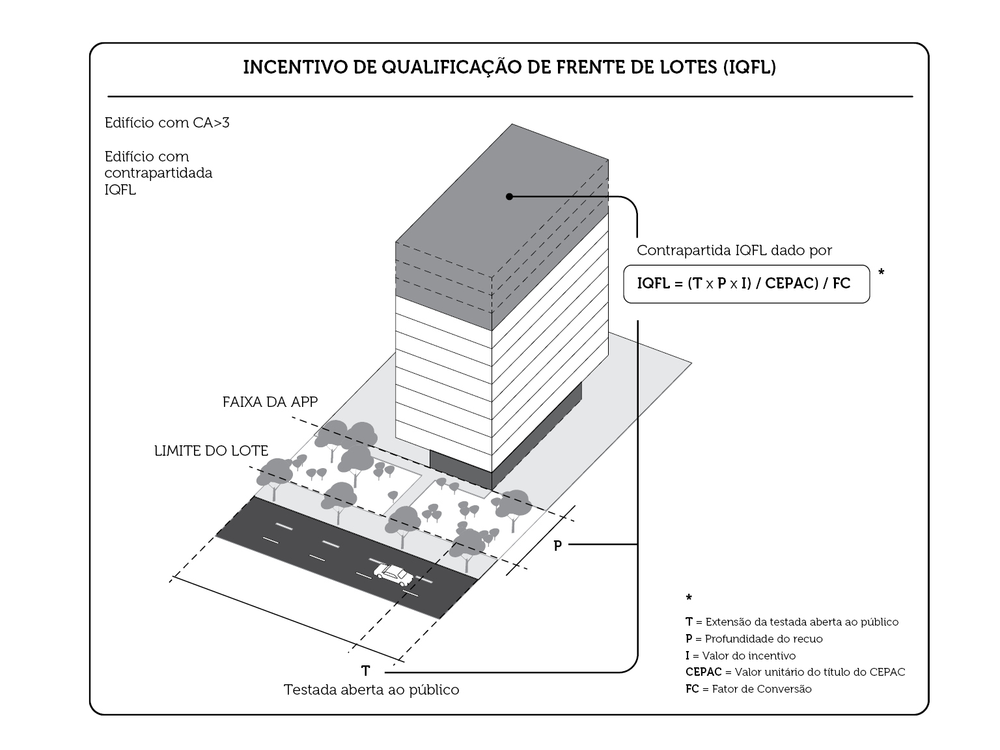 INCENTIVO DE QUALIFICAÇÃO DE FRENTE DE LOTES (IQFL)
Edifício com CA>3
Edifício com
contrapartidada
IQFL
Contrapartida IQFL dado por
IQFL = (T x P x I) / CEPAC) / FC
*
FAIXA DA APP
LIMITE DO LOTE
P
T
Testada aberta ao público
*
T = Extensão da testada aberta ao público
P = Profundidade do recuo
I = Valor do incentivo
CEPAC = Valor unitário do título do CEPAC
FC = Fator de Conversão